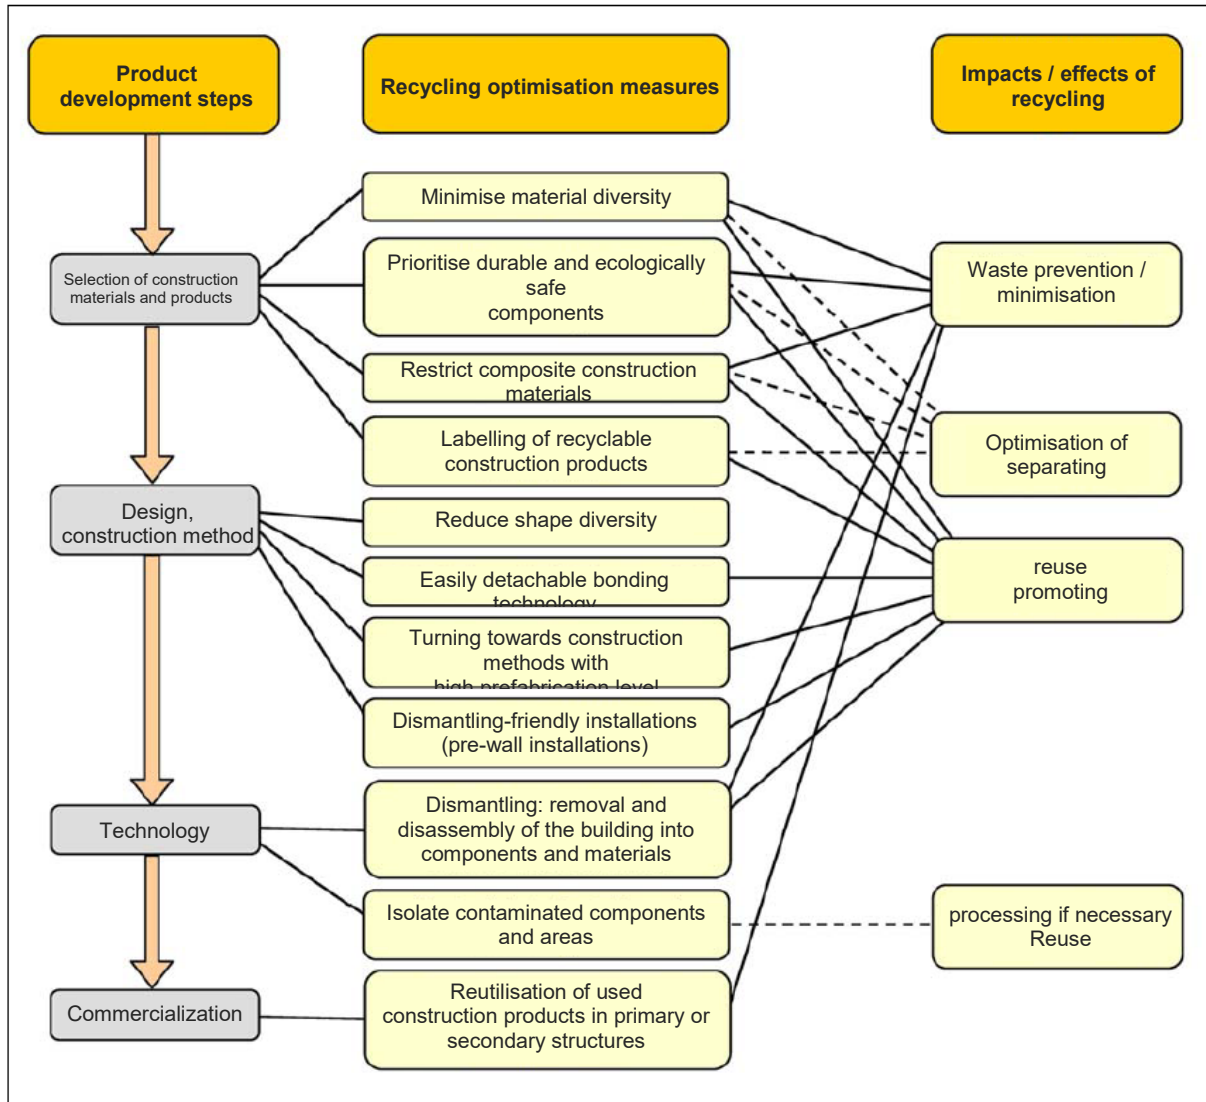 Product
development steps
Recycling optimisation measures
Impacts / effects of
recycling
Minimise material diversity
Selection of construction
materials and products
Prioritise durable and ecologically
safe
components
Waste prevention /
minimisation
Restrict composite construction
materials
Labelling of recyclable
construction products
Optimisation of
separating
Design,
construction method
Reduce shape diversity
Easily detachable bonding
technology
reuse
promoting
Turning towards construction
methods with
high prefabrication level
Dismantling-friendly installations
(pre-wall installations)
Technology
Dismantling: removal and
disassembly of the building into
components and materials
Isolate contaminated components
and areas
processing if necessary
Reuse
Commercialization
Reutilisation of used
construction products in primary or
secondary structures